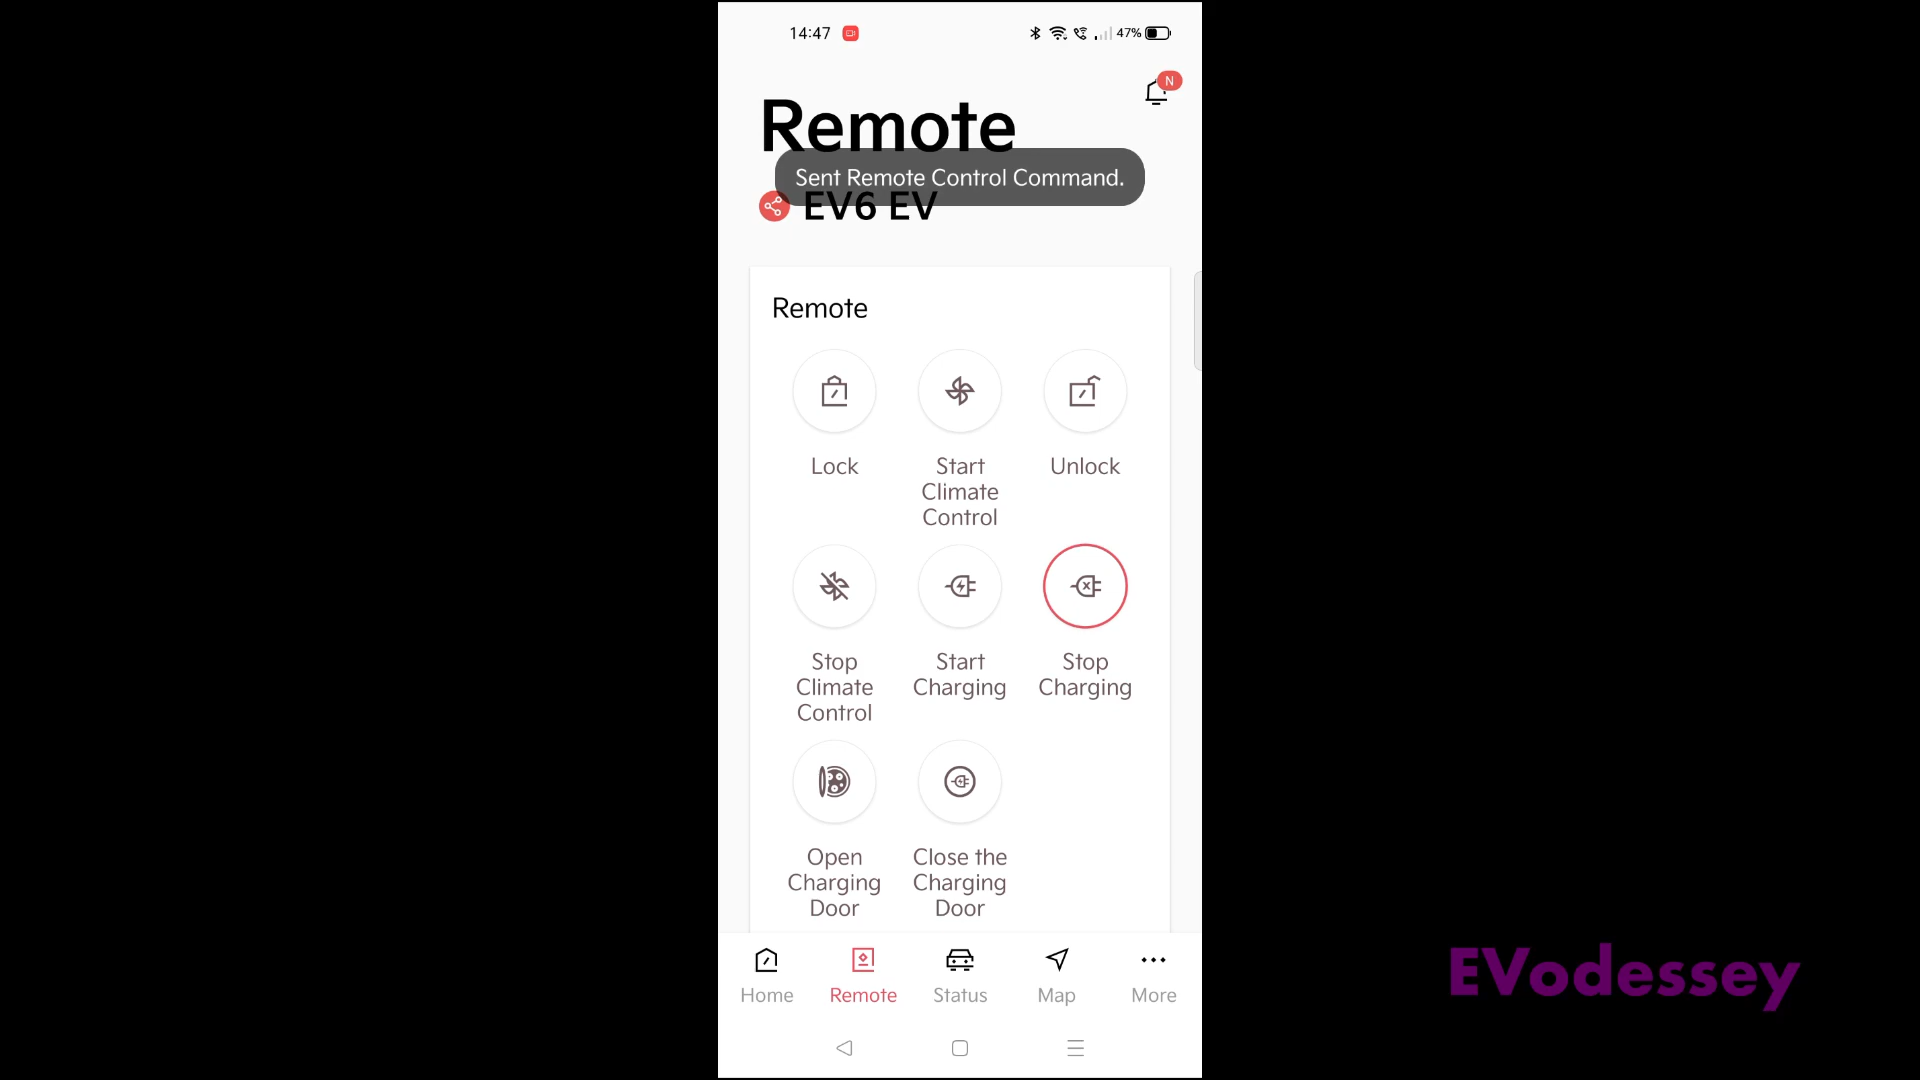 14:47
47%
N
Remote
Sent Remote Control Command.
EV6 EV
Remote
Lock
Start
Climate
Control
Unlock
Stop
Climate
Control
Start
Charging
Stop
Charging
Open
Charging
Door
Close the
Charging
Door
Home
Remote
Status
Map
More
EVodessey